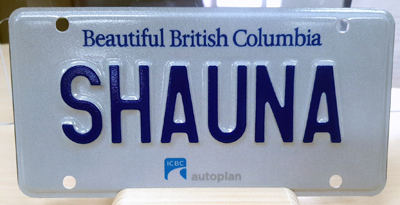 Beautiful British Columbia
SHAUNA
ICBC
autoplan